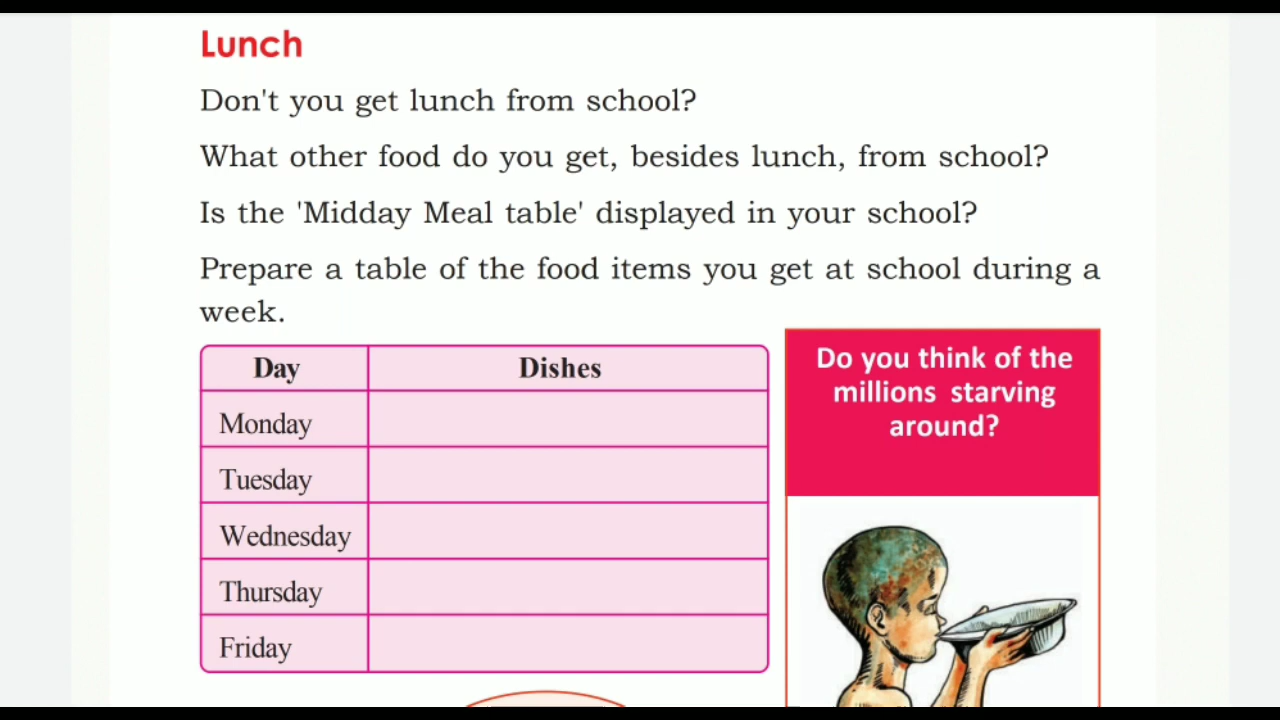 Lunch
Don't you get lunch from school?
What other food do you get, besides lunch, from school?
Is the 'Midday Meal table' displayed in your school?
Prepare a table of the food items you get at school during a
week.
Day Dishes
Monday
Tuesday
Wednesday
Thursday
Friday
Do you think of the
millions starving
around?